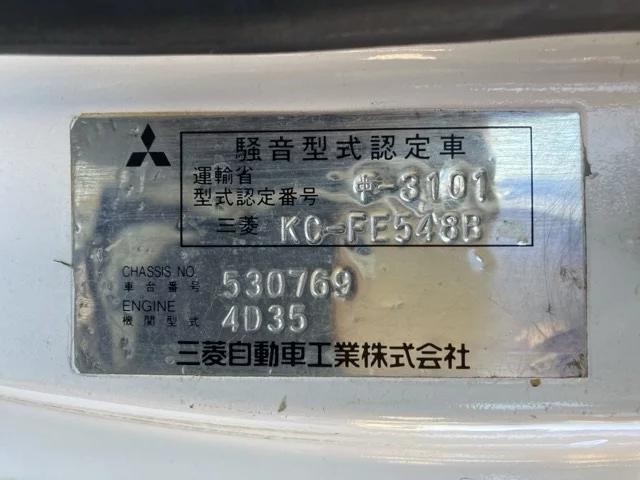 騒音型式認定車
運輸省
型式認定番号 中-3101
三菱 KC-FE548B
CHASSIS NO.
車台番号 530769
ENGINE
機関型式 4D35
三菱自動車工業株式会社